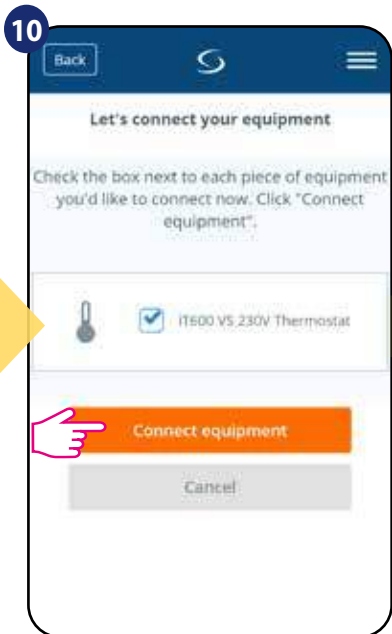 10
Back
Let's connect your equipment
Check the box next to each piece of equipment
you'd like to connect now. Click "Connect
equipment".
iT600 VS 230V Thermostat
Connect equipment
Cancel